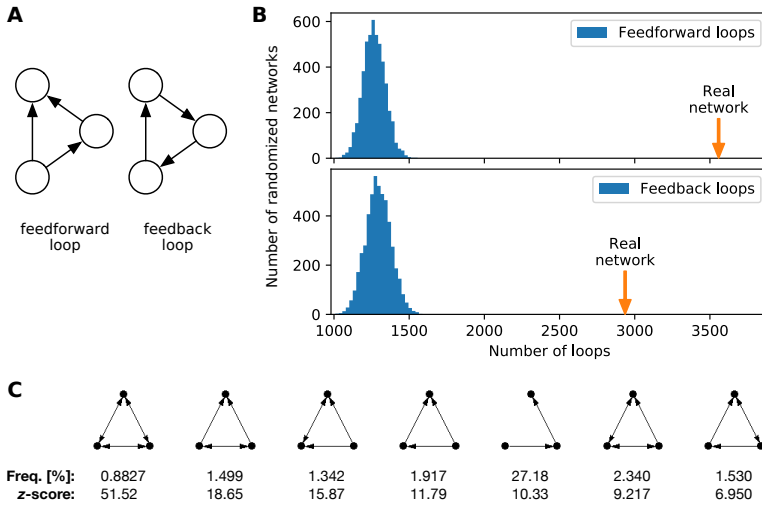 A
feedforward
loop
feedback
loop
B
Number of randomized networks
600
400
200
0
Feedforward loops
Real
network
400
200
0
Feedback loops
Real
network
1000 1500 2000 2500 3000 3500
Number of loops
C
Freq. [%]: 0.8827 1.499 1.342 1.917 27.18 2.340 1.530
z-score: 51.52 18.65 15.87 11.79 10.33 9.217 6.950